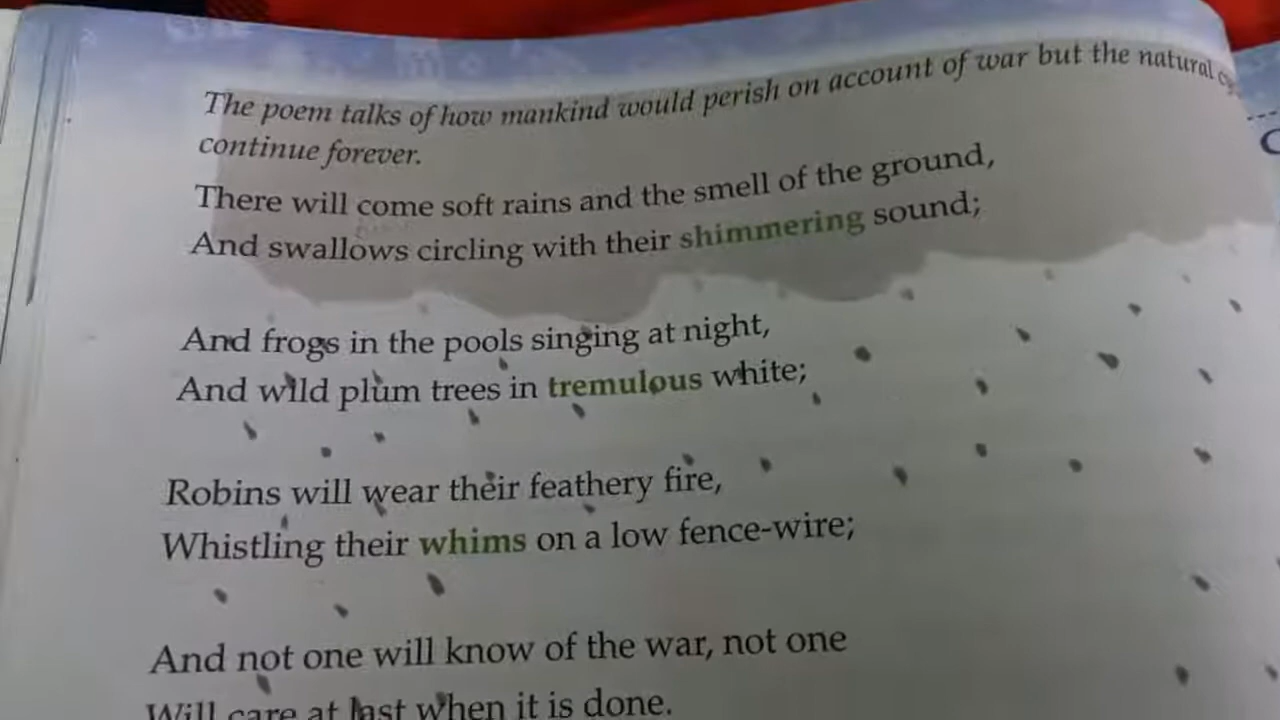 The poem talks of how mankind would perish on account of war but the natural
continue forever.
There will come soft rains and the smell of the ground,
And swallows circling with their shimmering sound;
And frogs in the pools singing at night,
And wild plum trees in tremulous white;
Robins will wear their feathery fire,
Whistling their whims on a low fence-wire;
And not one will know of the war, not one
Will care at last when it is done.